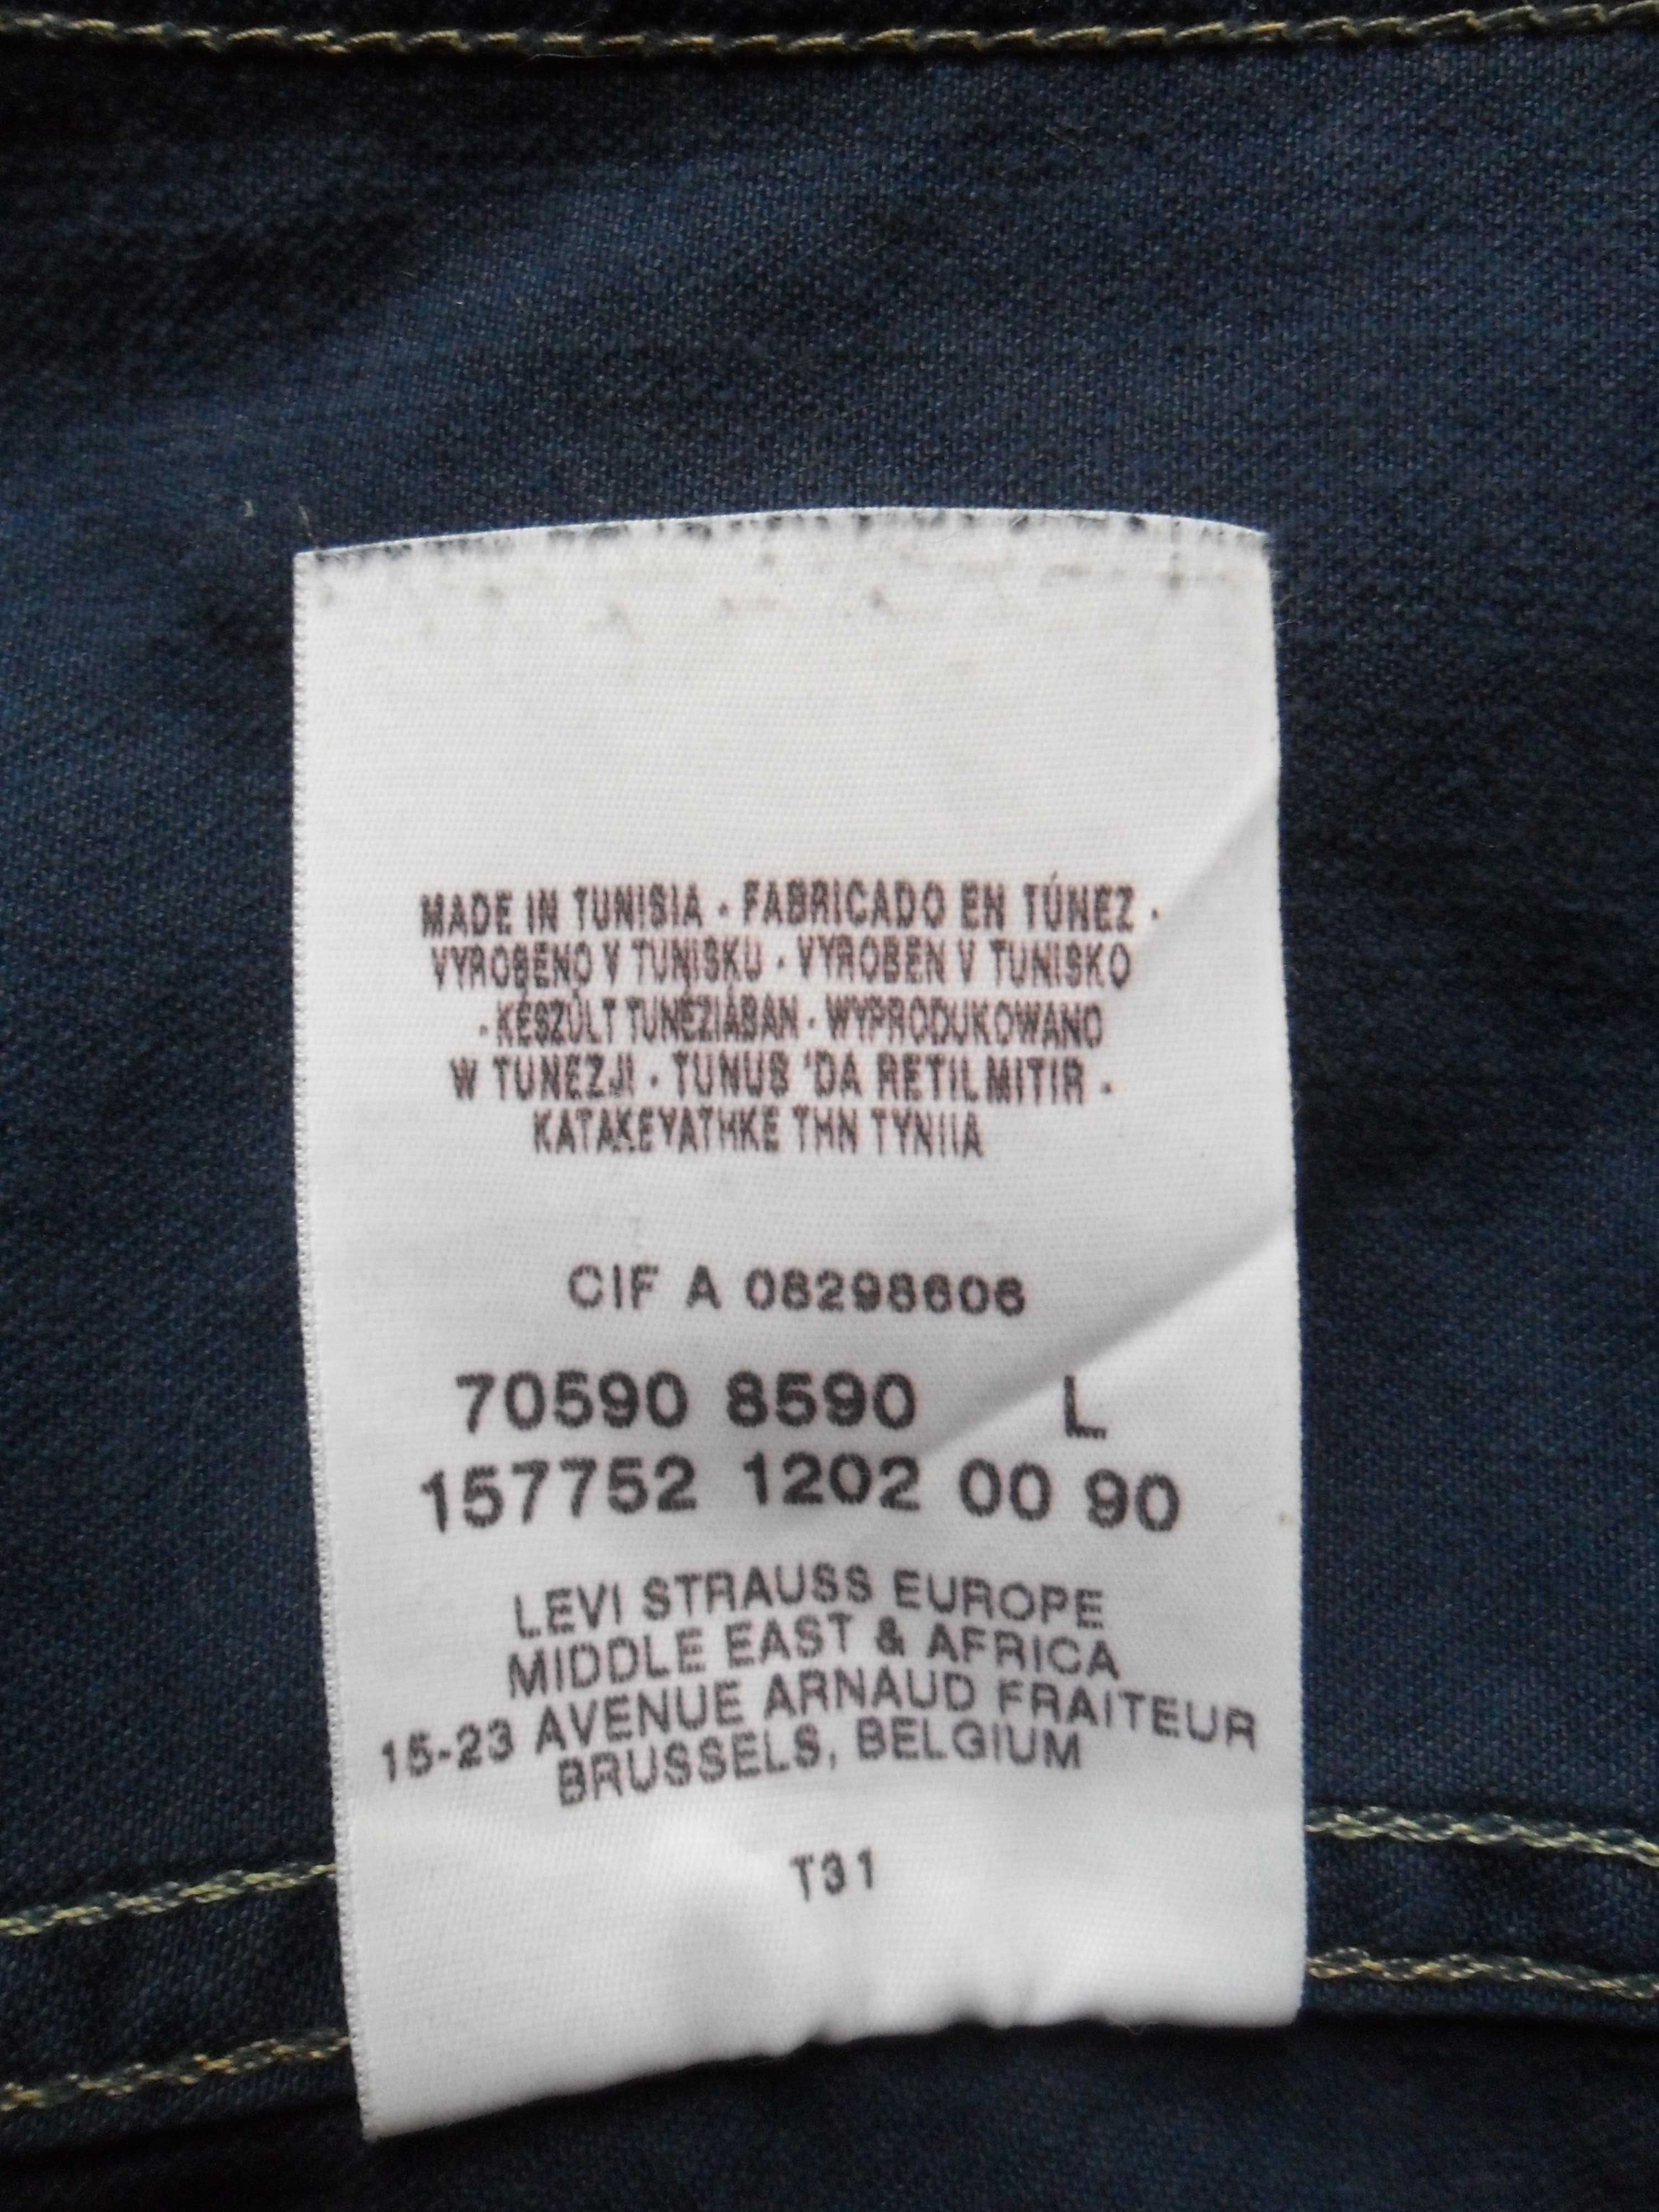 MADE IN TUNISIA - FABRICADO EN TÚNEZ -
VYROBENO V TUNISKU - VYROBEN V TUNISKO
- KÉSZÜLT TUNÉZIÁBAN - WYPRODUKOWANO
W TUNEZJI - TUNUS 'DA RETILMITIR -
KATAKEYATHKE THN TYNIIA
CIF A 08298606
70590 8590 L
157752 1202 00 90
LEVI STRAUSS EUROPE
MIDDLE EAST & AFRICA
15-23 AVENUE ARNAUD FRAITEUR
BRUSSELS, BELGIUM
T31